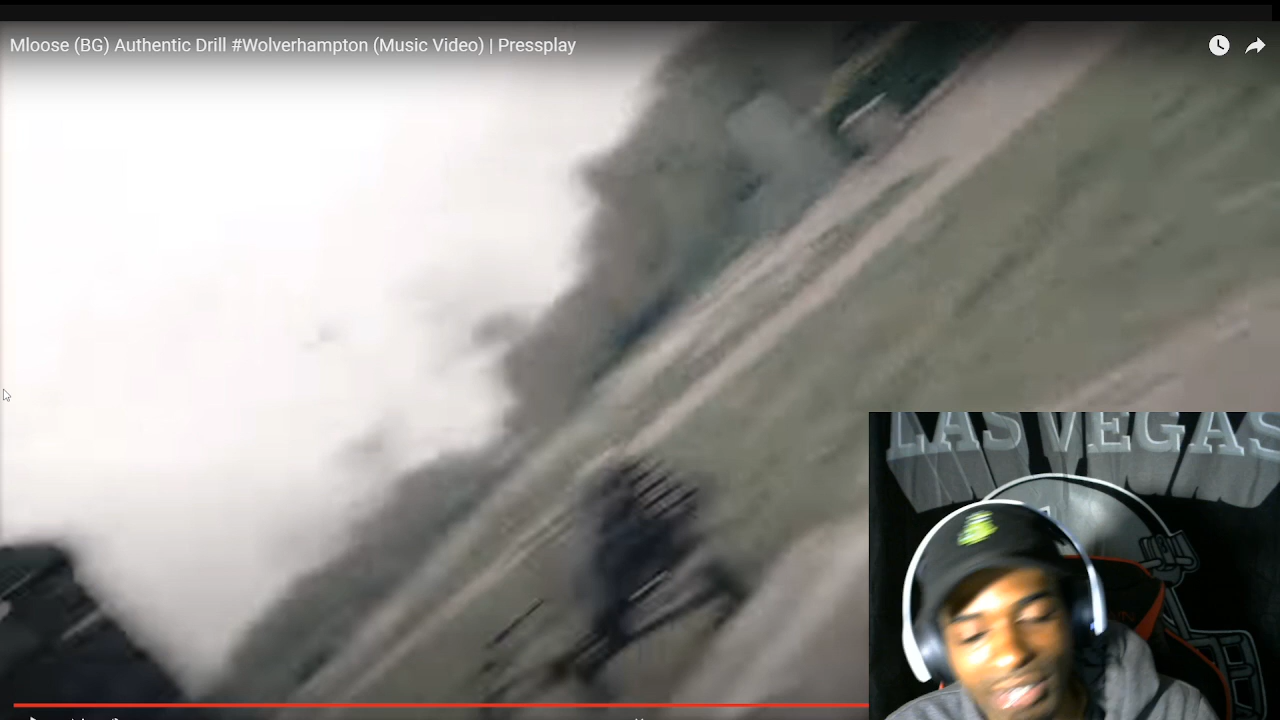 Mloose (BG) Authentic Drill #Wolverhampton (Music Video) | Pressplay
LAS VEGAS